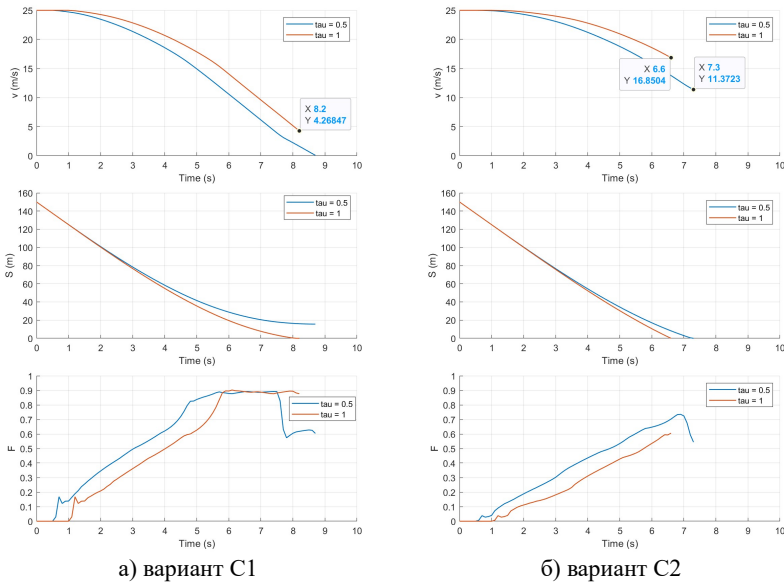 25
20
15
10
5
0
v (m/s)
tau = 0.5
tau = 1
X 8.2
Y 4.26847
0 1 2 3 4 5 6 7 8 9 10
Time (s)
160
140
120
100
80
60
40
20
0
S (m)
tau = 0.5
tau = 1
0 1 2 3 4 5 6 7 8 9 10
Time (s)
1
0.9
0.8
0.7
0.6
0.5
0.4
0.3
0.2
0.1
0
F
tau = 0.5
tau = 1
0 1 2 3 4 5 6 7 8 9 10
Time (s)
а) вариант С1
25
20
15
10
5
0
v (m/s)
tau = 0.5
tau = 1
X 6.6
Y 16.8504
X 7.3
Y 11.3723
0 1 2 3 4 5 6 7 8 9 10
Time (s)
160
140
120
100
80
60
40
20
0
S (m)
tau = 0.5
tau = 1
0 1 2 3 4 5 6 7 8 9 10
Time (s)
1
0.9
0.8
0.7
0.6
0.5
0.4
0.3
0.2
0.1
0
F
tau = 0.5
tau = 1
0 1 2 3 4 5 6 7 8 9 10
Time (s)
б) вариант С2